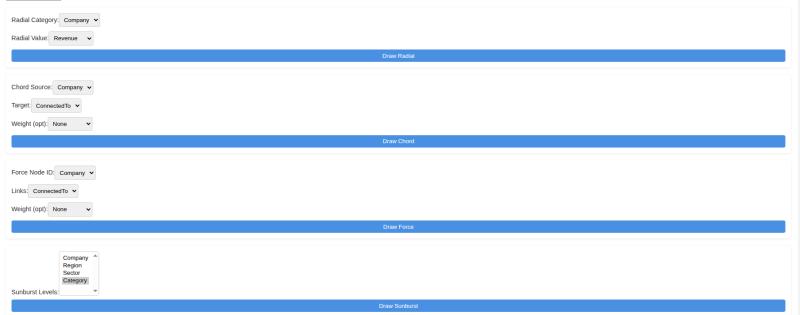 Radial Category: Company
Radial Value: Revenue
Draw Radial
Chord Source: Company
Target: ConnectedTo
Weight (opt): None
Draw Chord
Force Node ID: Company
Links: ConnectedTo
Weight (opt): None
Draw Force
Company
Region
Sector
Category
Sunburst Levels:
Draw Sunburst